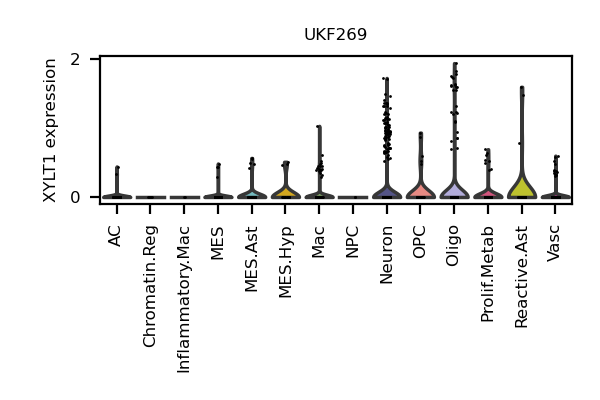 UKF269
XYLT1 expression
2
0
AC
Chromatin.Reg
Inflammatory.Mac
MES
MES.Ast
MES.Hyp
Mac
NPC
Neuron
OPC
Oligo
Prolif.Metab
Reactive.Ast
Vasc